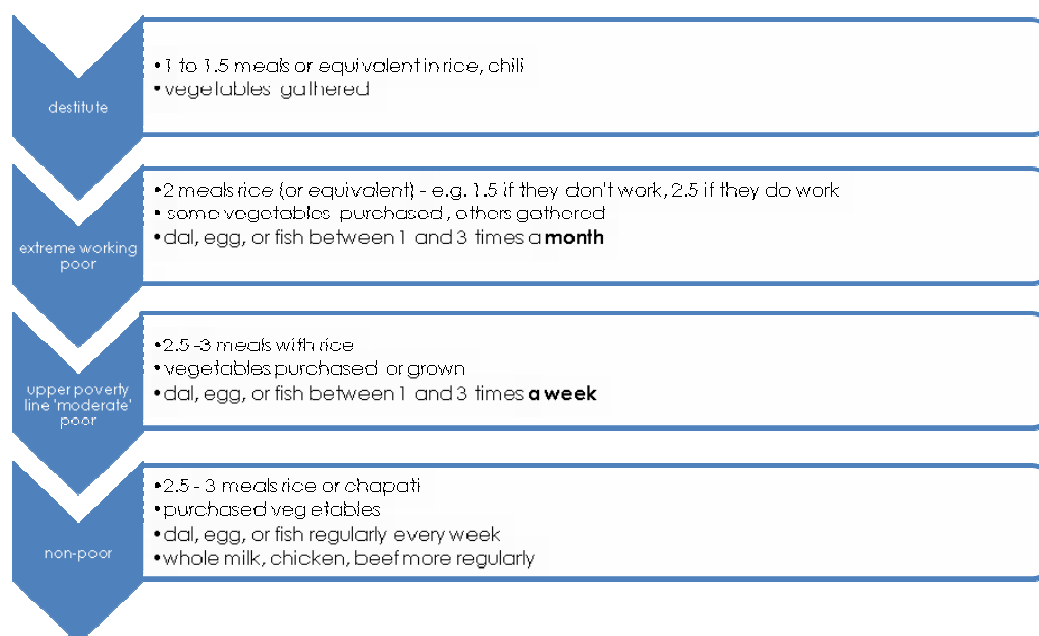 destitute
•1 to 1.5 meals or equivalent in rice, chili
•vegetables gathered
extreme working
poor
•2 meals rice (or equivalent) - e.g. 1.5 if they don't work, 2.5 if they do work
•some vegetables purchased, others gathered
•dal, egg, or fish between 1 and 3 times a month
upper poverty
line 'moderate'
poor
•2.5 -3 meals with rice
•vegetables purchased or grown
•dal, egg, or fish between 1 and 3 times a week
non-poor
•2.5 - 3 meals rice or chapati
•purchased vegetables
•dal, egg, or fish regularly every week
•whole milk, chicken, beef more regularly